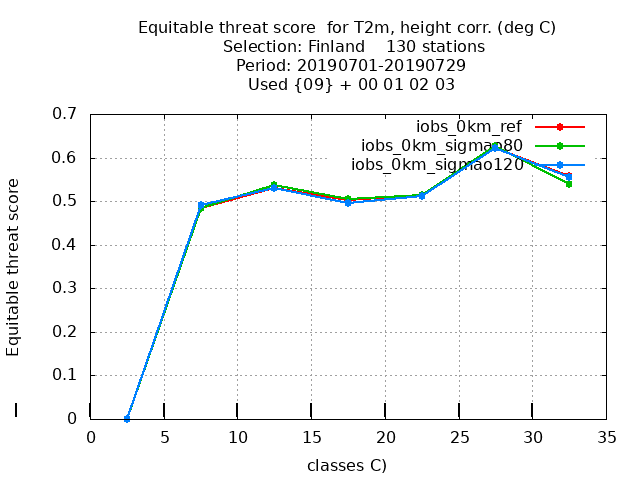 Equitable threat score  for T2m, height corr. (deg C)
Selection: Finland    130 stations
Period: 20190701-20190729
Used {09} + 00 01 02 03
iobs_0km_ref
iobs_0km_sigmao80
iobs_0km_sigmao120
Equitable threat score
0.7
0.6
0.5
0.4
0.3
0.2
0.1
0
0 5 10 15 20 25 30 35
classes C)